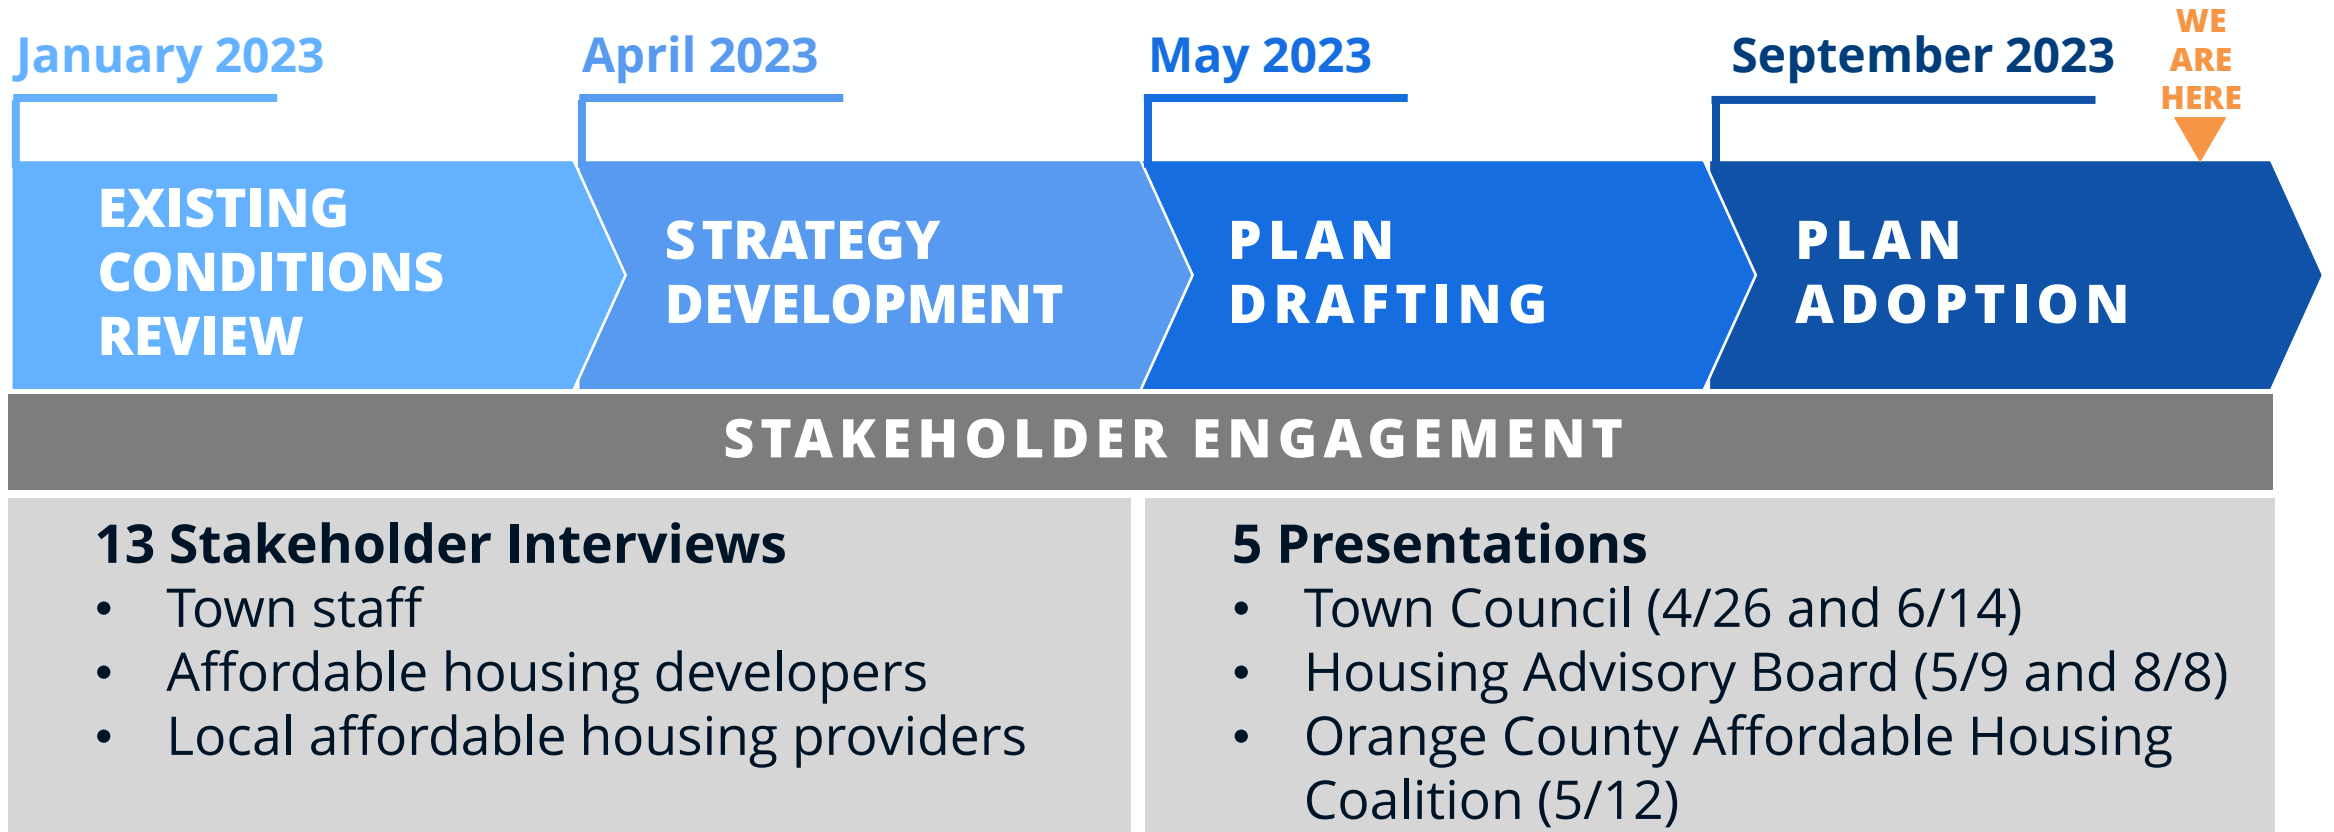 January 2023
April 2023
May 2023
September 2023
WE
ARE
HERE
EXISTING
CONDITIONS
REVIEW
STRATEGY
DEVELOPMENT
PLAN
DRAFTING
PLAN
ADOPTION
STAKEHOLDER ENGAGEMENT
13 Stakeholder Interviews
• Town staff
• Affordable housing developers
• Local affordable housing providers
5 Presentations
• Town Council (4/26 and 6/14)
• Housing Advisory Board (5/9 and 8/8)
• Orange County Affordable Housing
Coalition (5/12)